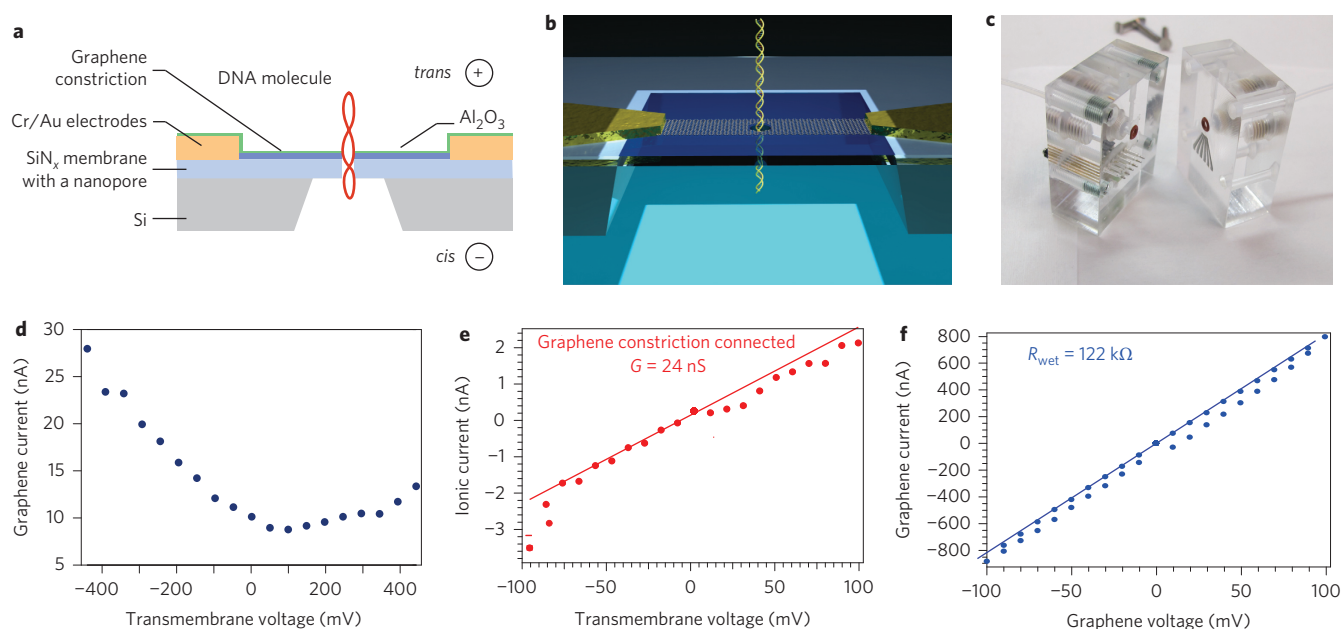 a
Graphene
constriction
DNA molecule
trans +
Cr/Au electrodes
Al2O3
SiNx membrane
with a nanopore
Si
cis −
b
c
d
30
25
20
15
10
5
−400
−200
0
200
400
Graphene current (nA)
Transmembrane voltage (mV)
e
Graphene constriction connected
G = 24 nS
2
1
0
−1
−2
−3
−100
−50
0
50
100
Ionic current (nA)
Transmembrane voltage (mV)
f
Rwet = 122 kΩ
800
600
400
200
0
−200
−400
−600
−800
−100
−50
0
50
100
Graphene current (nA)
Graphene voltage (mV)